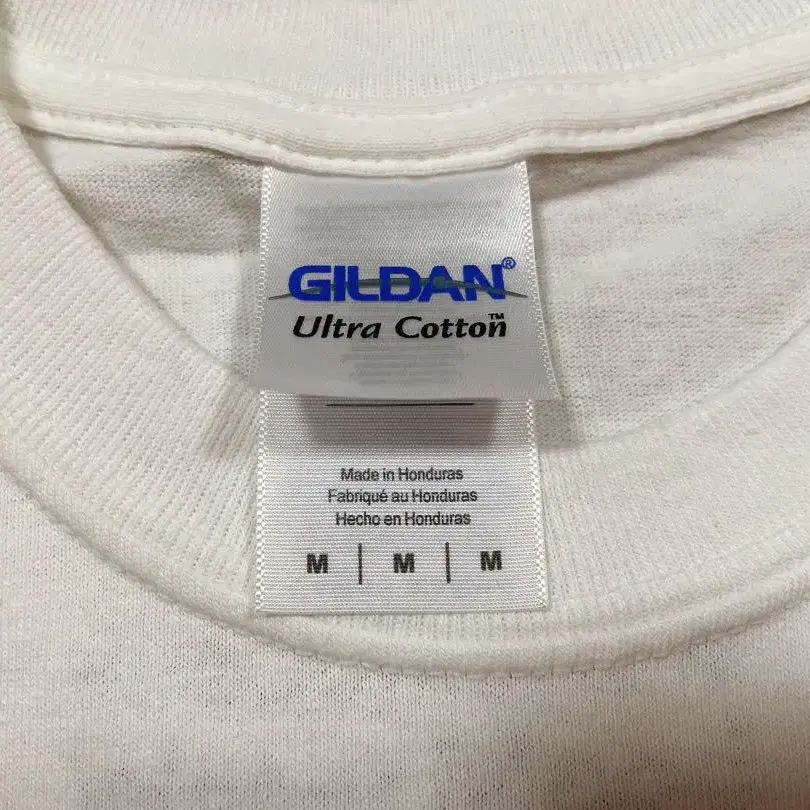 GILDAN®
Ultra Cotton™
Made in Honduras
Fabriqué au Honduras
Hecho en Honduras
M | M | M